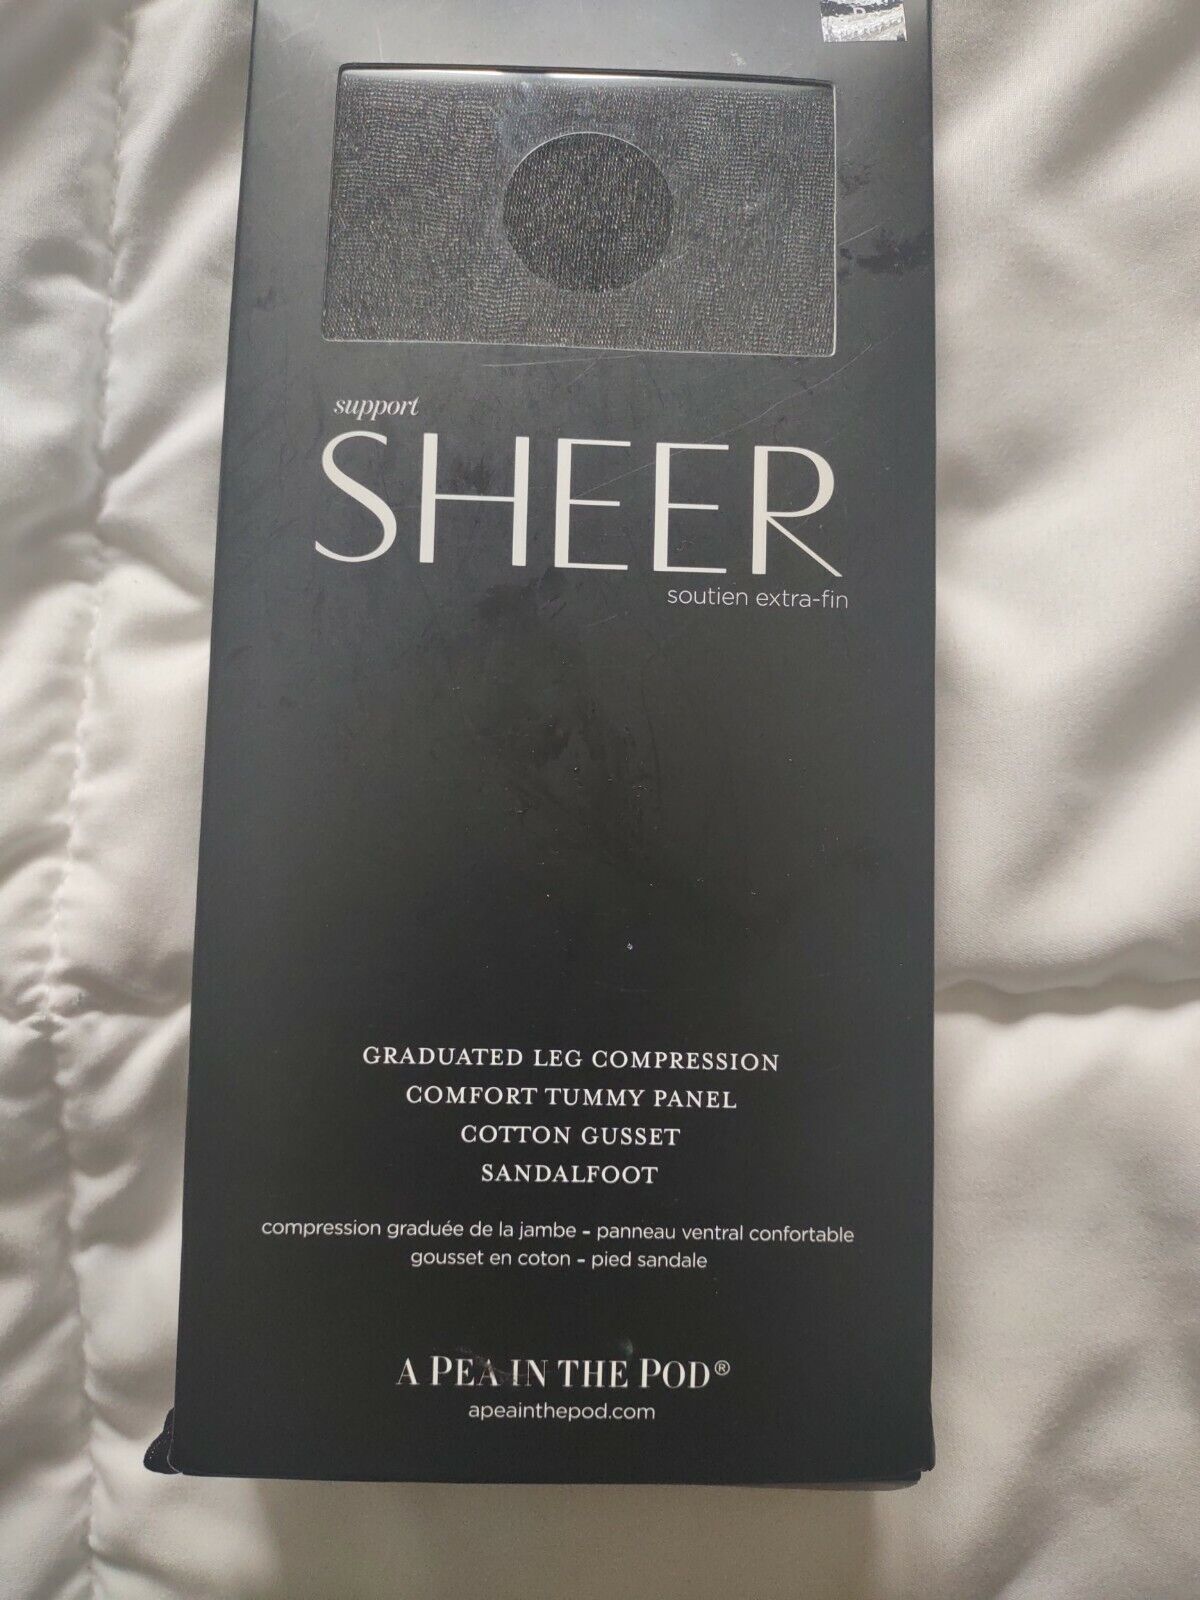 support
SHEER
soutien extra-fin
GRADUATED LEG COMPRESSION
COMFORT TUMMY PANEL
COTTON GUSSET
SANDALFOOT
compression graduée de la jambe – panneau ventral confortable
gousset en coton – pied sandale
A PEA IN THE POD®
apeainthepod.com